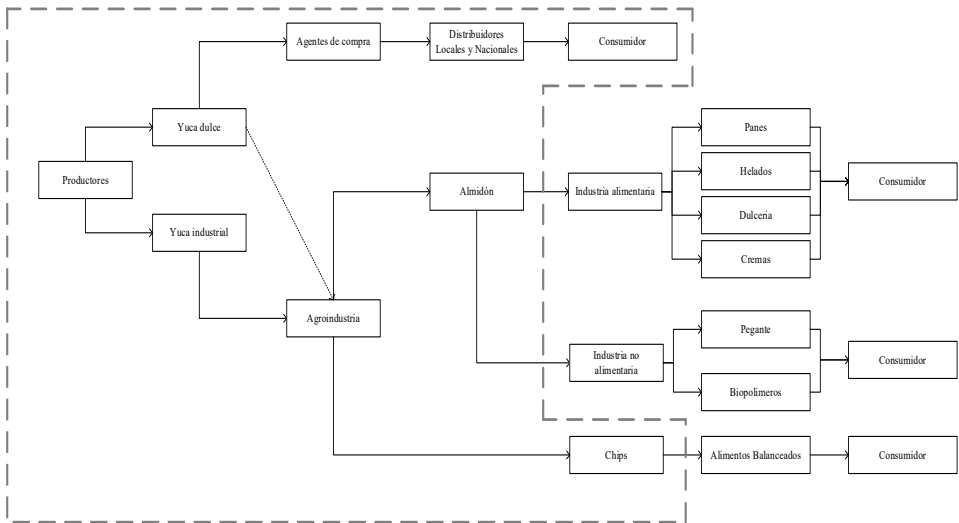 Agentes de compra
Distribuidores
Locales y Nacionales
Consumidor
Yuca dulce
Panes
Productores
Helados
Almidón
Industria alimentaria
Consumidor
Dulceria
Yuca industrial
Cremas
Agroindustria
Pegante
Industria no
alimentaria
Consumidor
Biopolimeros
Chips
Alimentos Balanceados
Consumidor